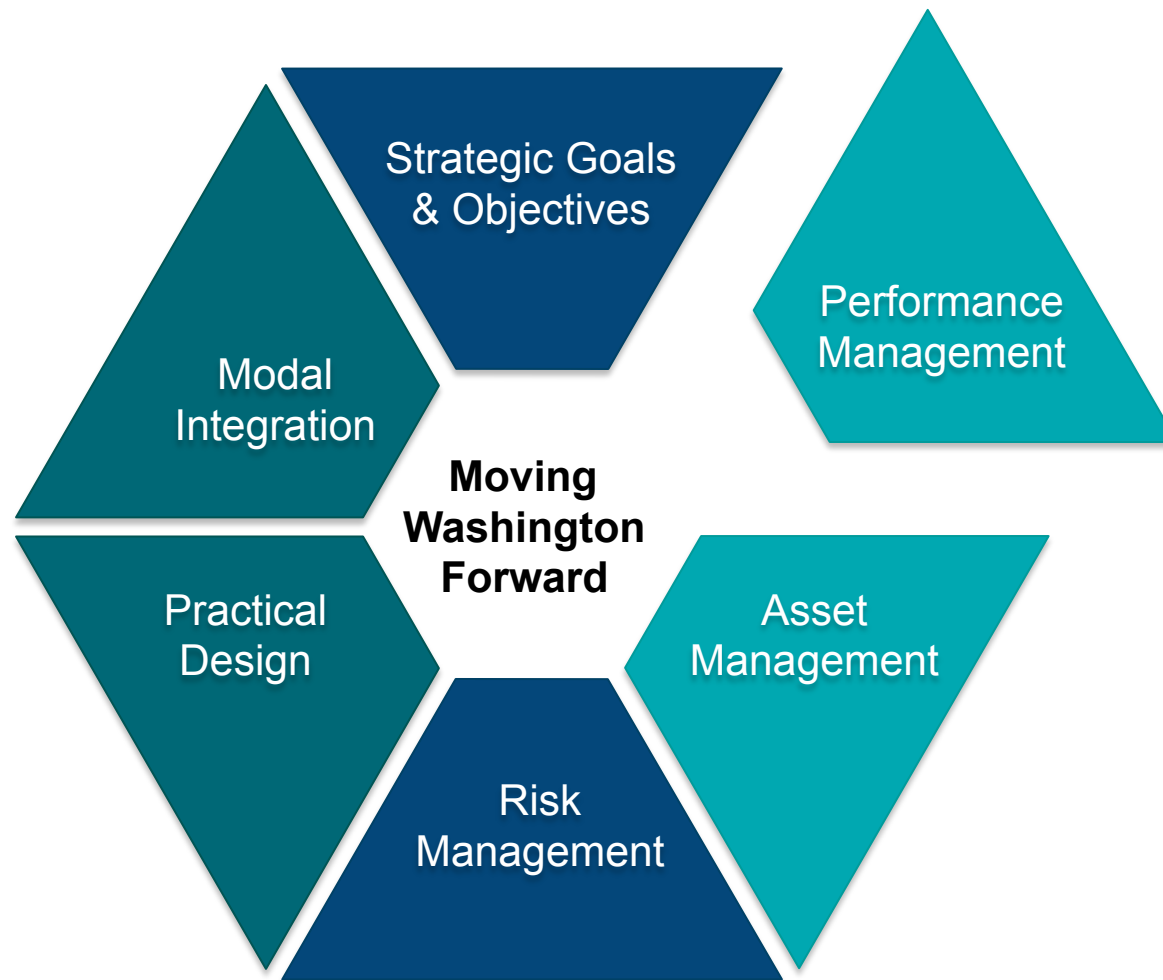 Strategic Goals
& Objectives
Performance
Management
Modal
Integration
Moving
Washington
Forward
Practical
Design
Asset
Management
Risk
Management